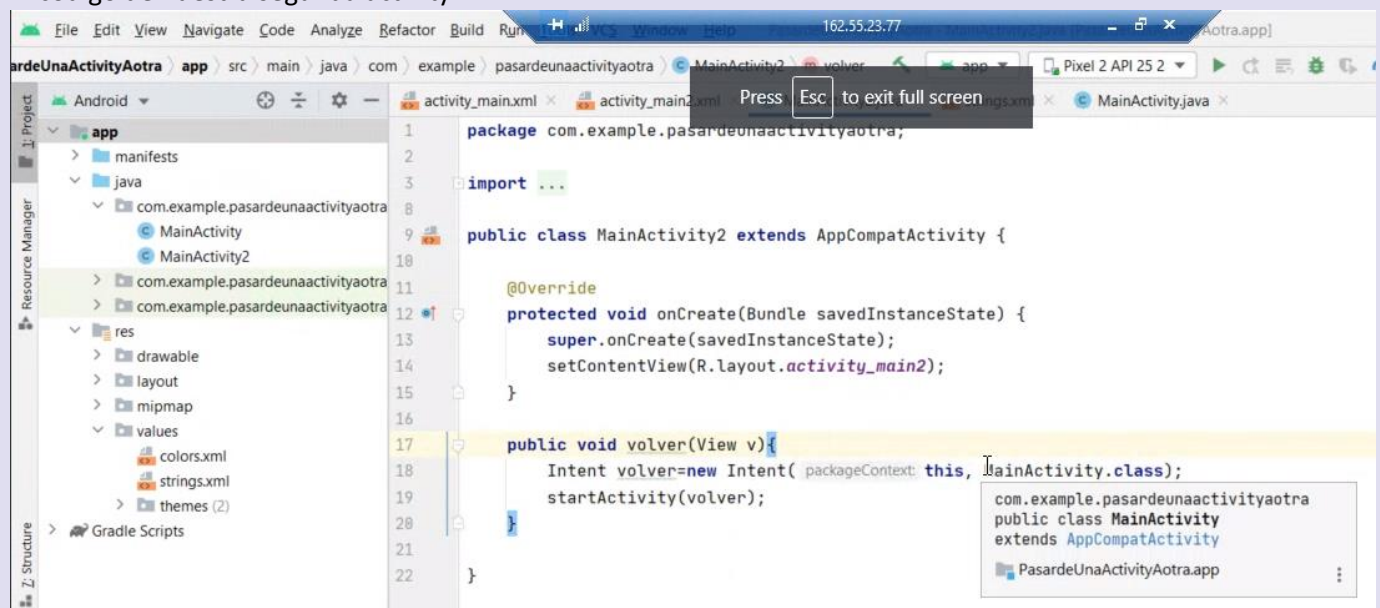 File Edit View Navigate Code Analyze Refactor Build Run VCS Window Help
162.55.23.77
Aotra.app]
ardeUnaActivityAotra app src main java com example pasardeunaactivityaotra MainActivity2 volver app Pixel 2 API 25 2
Android
activity_main.xml activity_main2.xml strings.xml MainActivity.java
Press Esc to exit full screen
1: Project
Resource Manager
Z: Structure
app
manifests
java
com.example.pasardeunaactivityaotra
MainActivity
MainActivity2
com.example.pasardeunaactivityaotra
com.example.pasardeunaactivityaotra
res
drawable
layout
mipmap
values
colors.xml
strings.xml
themes (2)
Gradle Scripts
1 package com.example.pasardeunaactivityaotra;
2
3 import ...
8
9 public class MainActivity2 extends AppCompatActivity {
10
11 @Override
12 protected void onCreate(Bundle savedInstanceState) {
13 super.onCreate(savedInstanceState);
14 setContentView(R.layout.activity_main2);
15 }
16
17 public void volver(View v){
18 Intent volver=new Intent( packageContext: this, MainActivity.class);
19 startActivity(volver);
20 }
21
22 }
com.example.pasardeunaactivityaotra
public class MainActivity
extends AppCompatActivity
PasardeUnaActivityAotra.app